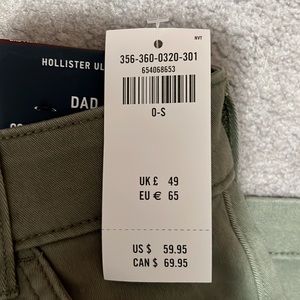 HOLLISTER UL
DAD
NVT
356-360-0320-301
654068653
0-S
UK £ 49
EU € 65
US $ 59.95
CAN $ 69.95